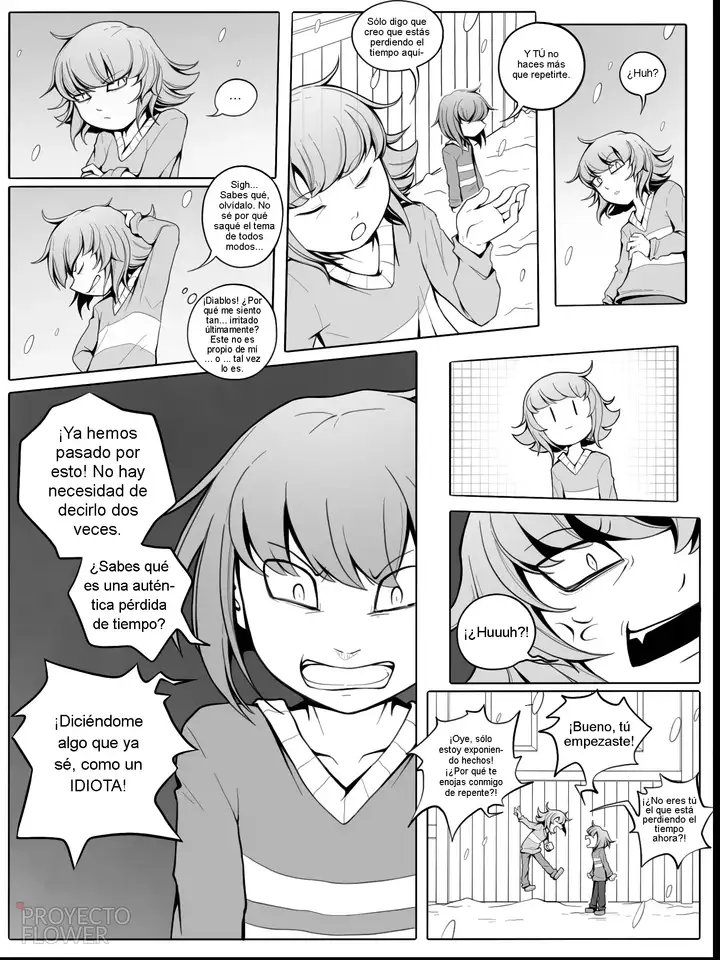 ...
Sigh...
Sabes qué,
olvídalo. No
sé por qué
saqué el tema
de todos
modos...
¡Diablos! ¿Por
qué me siento
tan... irritado
últimamente?
Este no es
propio de mí
... o ... tal vez
lo es.
Sólo digo que
creo que estás
perdiendo el
tiempo aquí-
Y TÚ no
haces más
que repetirte.
¿Huh?
¡Ya hemos
pasado por
esto! No hay
necesidad de
decirlo dos
veces.
¿Sabes qué
es una autén-
tica pérdida
de tiempo?
¡Diciéndome
algo que ya
sé, como un
IDIOTA!
¡¿Huuuh?!
¡Oye, sólo
estoy exponiendo
hechos!
¡¿Por qué te
enojas conmigo
de repente?!
¡Bueno, tú
empezaste!
¡¿No eres tú
el que está
perdiendo el
tiempo
ahora?!
PROYECTO
FLOWER